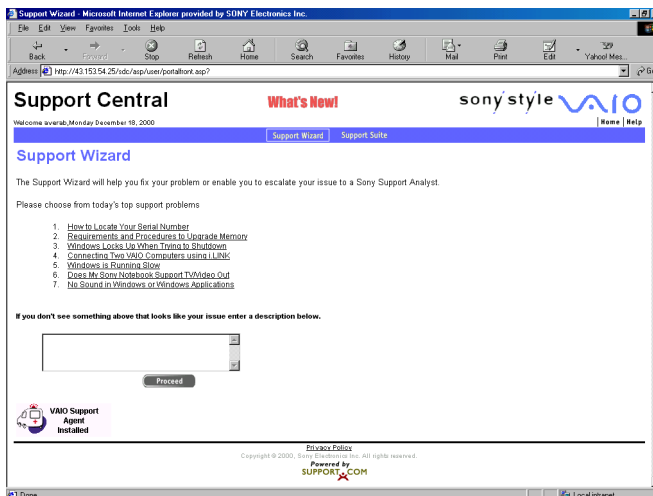 Support Wizard - Microsoft Internet Explorer provided by SONY Electronics Inc.
File Edit View Favorites Tools Help
Back Forward Stop Refresh Home Search Favorites History Mail Print Edit Yahoo! Mes...
Address http://43.153.54.25/sdc/asp/user/portalfront.asp?
Support Central What's New! sony style VAIO
Welcome averab,Monday December 18, 2000 Home | Help
Support Wizard Support Suite
Support Wizard
The Support Wizard will help you fix your problem or enable you to escalate your issue to a Sony Support Analyst.
Please choose from today's top support problems
1. How to Locate Your Serial Number
2. Requirements and Procedures to Upgrade Memory
3. Windows Locks Up When Trying to Shutdown
4. Connecting Two VAIO Computers using i.LINK
5. Windows is Running Slow
6. Does My Sony Notebook Support TV/Video Out
7. No Sound in Windows or Windows Applications
If you don't see something above that looks like your issue enter a description below.
Proceed
VAIO Support
Agent
Installed
Privacy Policy
Copyright © 2000, Sony Electronics Inc. All rights reserved.
Powered by
SUPPORT.COM
Done Local intranet